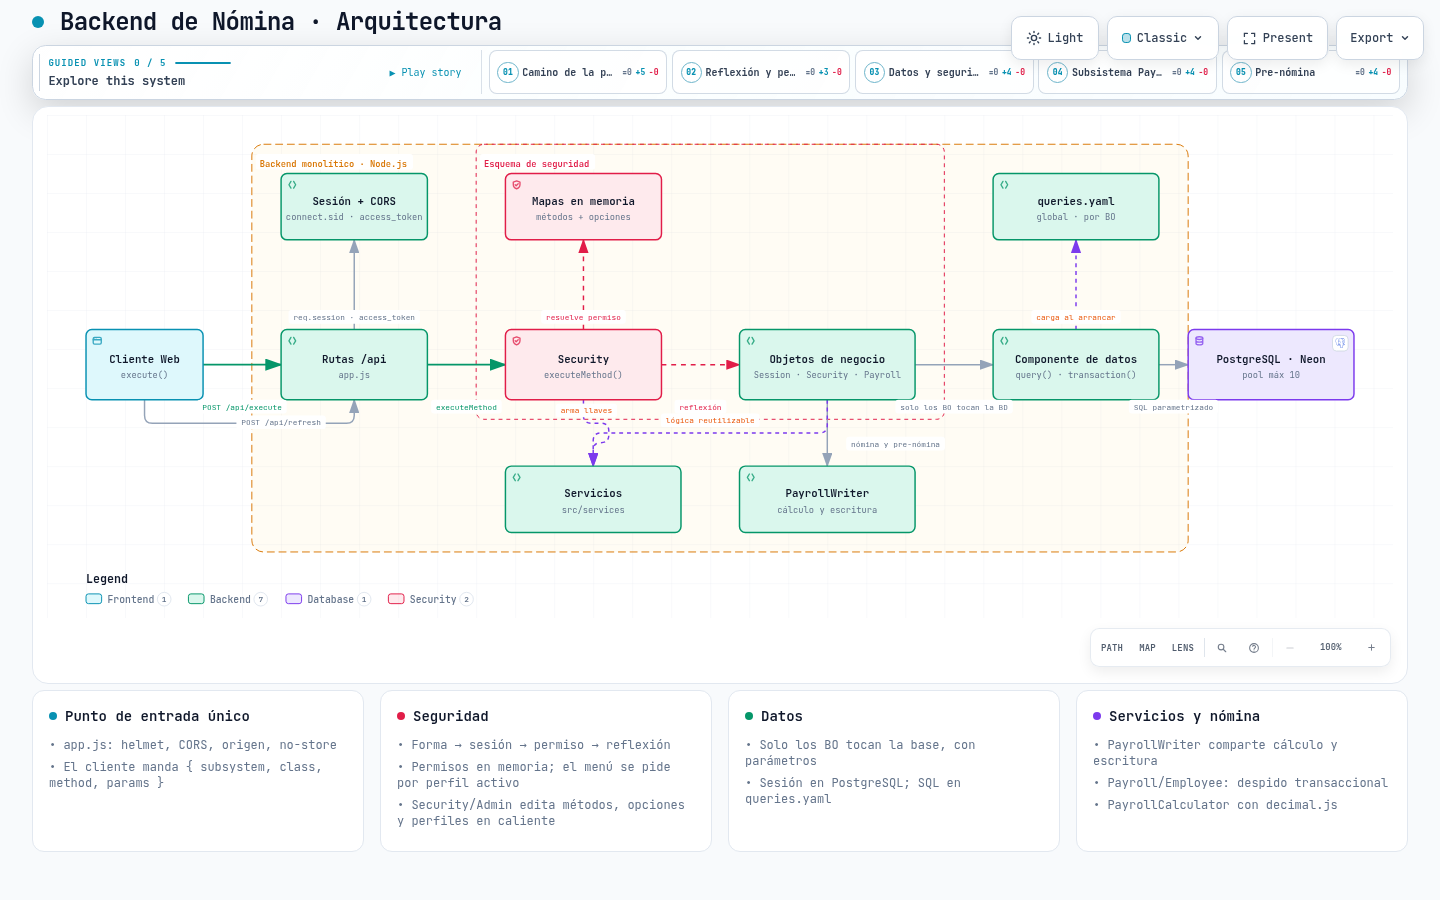 Backend de Nómina · Arquitectura
Light
Classic
Present
Export
GUIDED VIEWS 0 / 5
Explore this system
▶ Play story
01 Camino de la p… =0 +5 -0
02 Reflexión y pe… =0 +3 -0
03 Datos y seguri… =0 +4 -0
04 Subsistema Pay… =0 +4 -0
05 Pre-nómina =0 +4 -0
Backend monolítico · Node.js
Esquema de seguridad
Sesión + CORS
connect.sid · access_token
Mapas en memoria
métodos + opciones
queries.yaml
global · por BO
req.session · access_token
resuelve permiso
carga al arrancar
Cliente Web
execute()
Rutas /api
app.js
Security
executeMethod()
Objetos de negocio
Session · Security · Payroll
Componente de datos
query() · transaction()
PostgreSQL · Neon
pool máx 10
POST /api/execute
executeMethod
arma llaves
reflexión
solo los BO tocan la BD
SQL parametrizado
POST /api/refresh
lógica reutilizable
nómina y pre-nómina
Servicios
src/services
PayrollWriter
cálculo y escritura
Legend
Frontend 1
Backend 7
Database 1
Security 2
PATH
MAP
LENS
100%
Punto de entrada único
• app.js: helmet, CORS, origen, no-store
• El cliente manda { subsystem, class,
method, params }
Seguridad
• Forma → sesión → permiso → reflexión
• Permisos en memoria; el menú se pide
por perfil activo
• Security/Admin edita métodos, opciones
y perfiles en caliente
Datos
• Solo los BO tocan la base, con
parámetros
• Sesión en PostgreSQL; SQL en
queries.yaml
Servicios y nómina
• PayrollWriter comparte cálculo y
escritura
• Payroll/Employee: despido transaccional
• PayrollCalculator con decimal.js